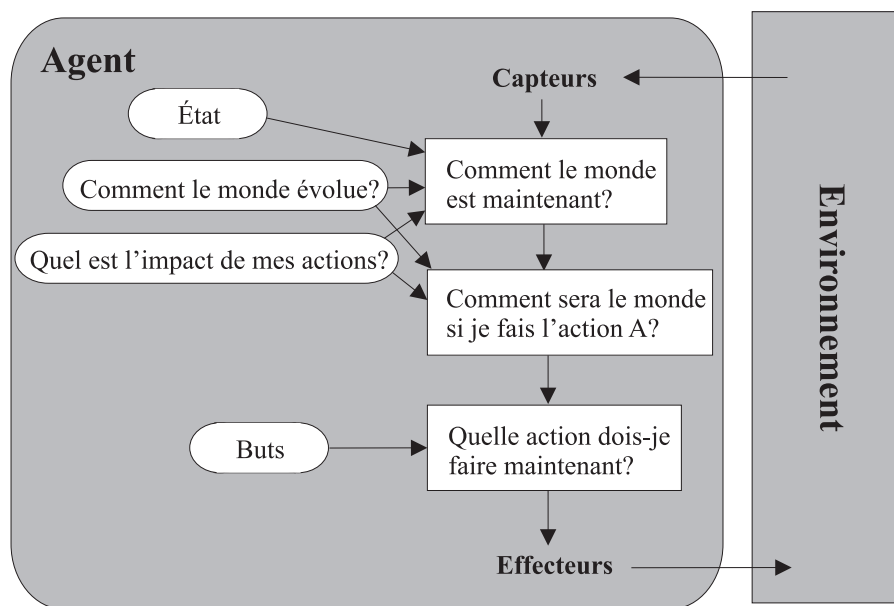 Agent
Capteurs
État
Comment le monde
est maintenant?
Comment le monde évolue?
Quel est l’impact de mes actions?
Comment sera le monde
si je fais l’action A?
Quelle action dois-je
faire maintenant?
Buts
Effecteurs
Environnement